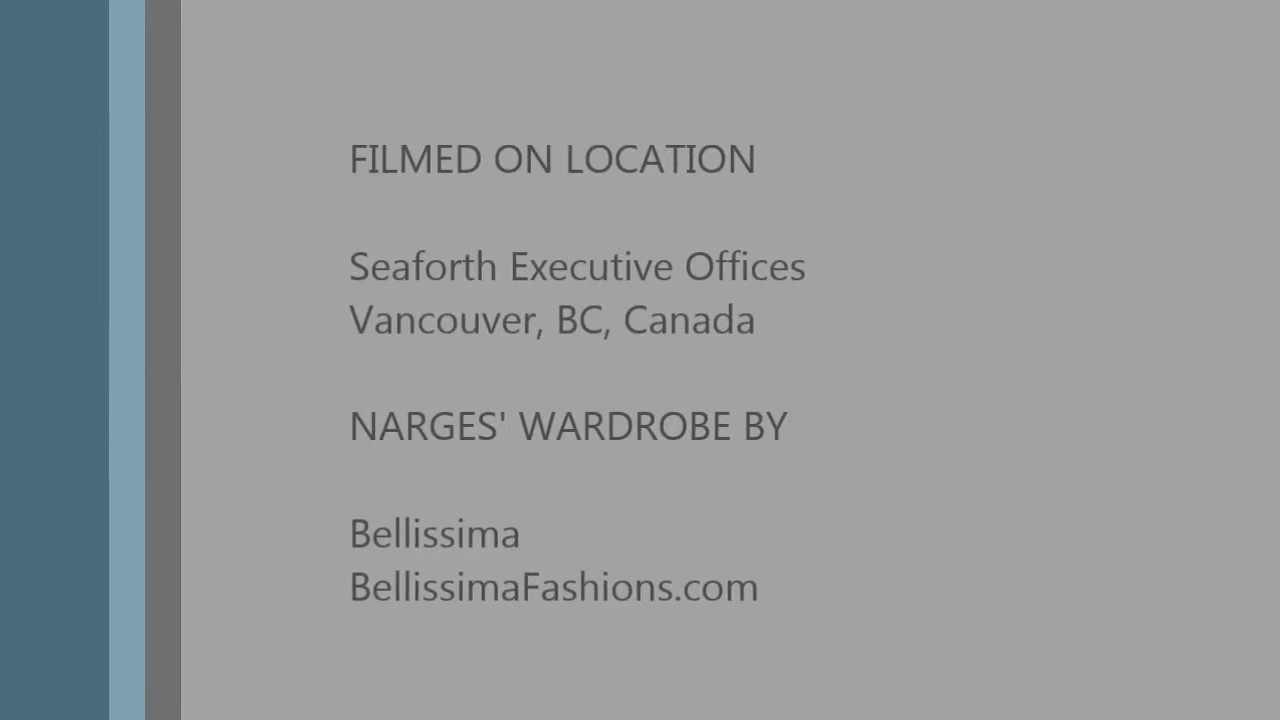 FILMED ON LOCATION
Seaforth Executive Offices
Vancouver, BC, Canada
NARGES' WARDROBE BY
Bellissima
BellissimaFashions.com